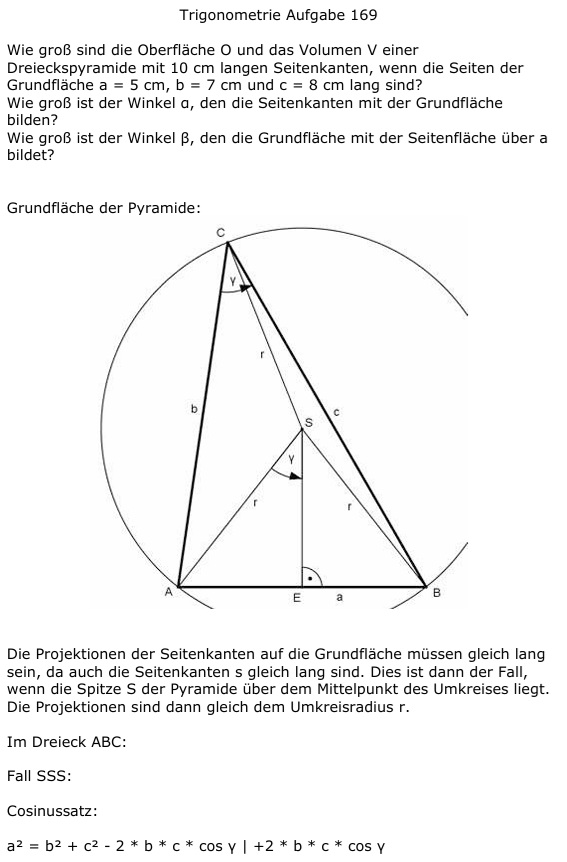 Trigonometrie Aufgabe 169
Wie groß sind die Oberfläche O und das Volumen V einer
Dreieckspyramide mit 10 cm langen Seitenkanten, wenn die Seiten der
Grundfläche a = 5 cm, b = 7 cm und c = 8 cm lang sind?
Wie groß ist der Winkel α, den die Seitenkanten mit der Grundfläche
bilden?
Wie groß ist der Winkel β, den die Grundfläche mit der Seitenfläche über a
bildet?
Grundfläche der Pyramide:
C
γ
r
b
c
S
γ
r
r
A
E
a
B
Die Projektionen der Seitenkanten auf die Grundfläche müssen gleich lang
sein, da auch die Seitenkanten s gleich lang sind. Dies ist dann der Fall,
wenn die Spitze S der Pyramide über dem Mittelpunkt des Umkreises liegt.
Die Projektionen sind dann gleich dem Umkreisradius r.
Im Dreieck ABC:
Fall SSS:
Cosinussatz:
a² = b² + c² - 2 * b * c * cos γ | +2 * b * c * cos γ